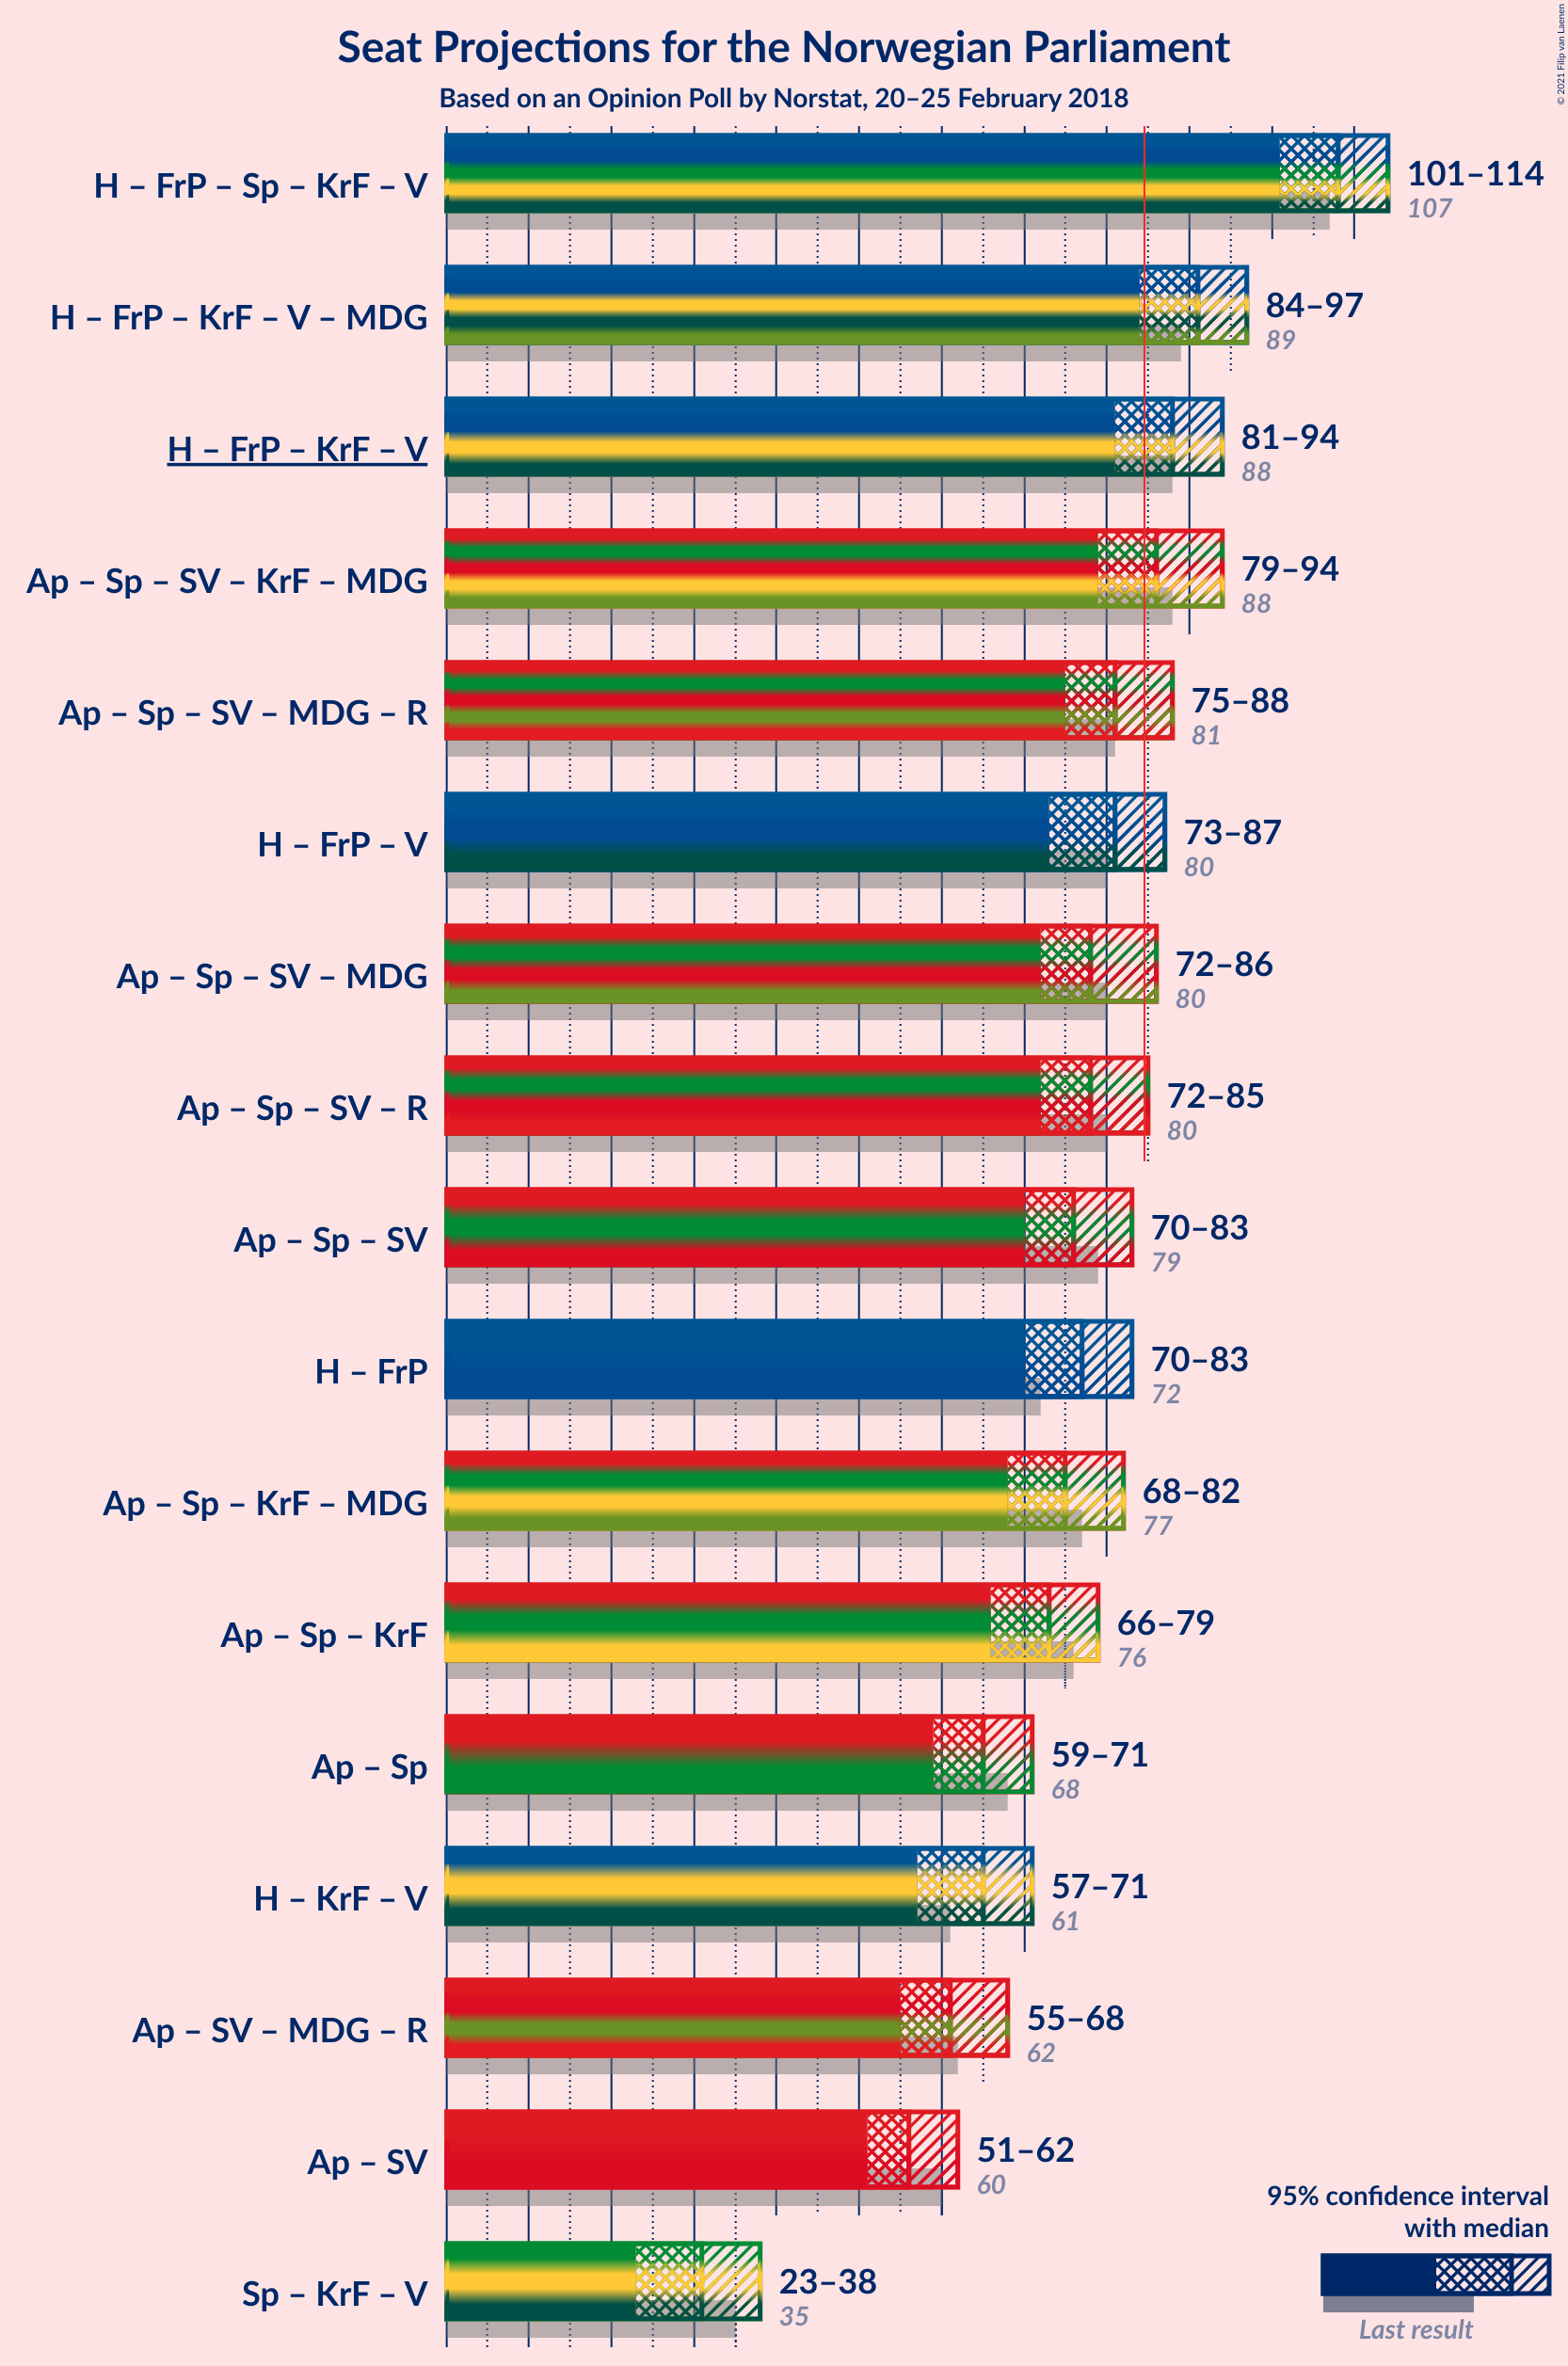 Seat Projections for the Norwegian Parliament
Based on an Opinion Poll by Norstat, 20–25 February 2018
© 2021 Filip van Laenen
H – FrP – Sp – KrF – V
101–114
107
H – FrP – KrF – V – MDG
84–97
89
H – FrP – KrF – V
81–94
88
Ap – Sp – SV – KrF – MDG
79–94
88
Ap – Sp – SV – MDG – R
75–88
81
H – FrP – V
73–87
80
Ap – Sp – SV – MDG
72–86
80
Ap – Sp – SV – R
72–85
80
Ap – Sp – SV
70–83
79
H – FrP
70–83
72
Ap – Sp – KrF – MDG
68–82
77
Ap – Sp – KrF
66–79
76
Ap – Sp
59–71
68
H – KrF – V
57–71
61
Ap – SV – MDG – R
55–68
62
Ap – SV
51–62
60
Sp – KrF – V
23–38
35
95% confidence interval
with median
Last result